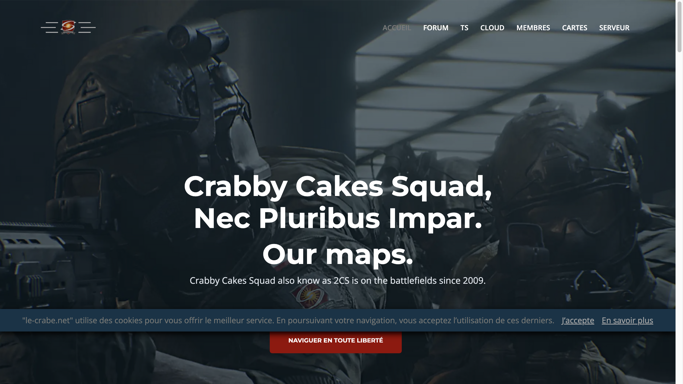 ACCUEIL FORUM TS CLOUD MEMBRES CARTES SERVEUR
Crabby Cakes Squad,
Nec Pluribus Impar.
Our maps.
Crabby Cakes Squad also know as 2CS is on the battlefields since 2009.
"le-crabe.net" utilise des cookies pour vous offrir le meilleur service. En poursuivant votre navigation, vous acceptez l'utilisation de ces derniers. J'accepte En savoir plus
NAVIGUER EN TOUTE LIBERTÉ